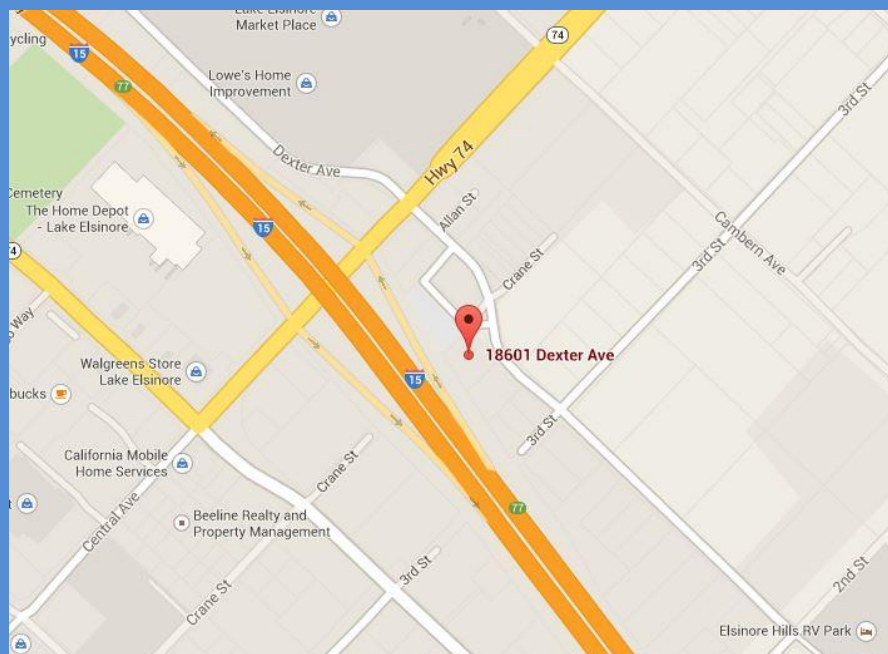 Lake Elsinore
Market Place
74
15
ycling
77
Lowe's Home
Improvement
3rd St
Hwy 74
Dexter Ave
Cemetery
The Home Depot
- Lake Elsinore
Allan St
15
Cambern Ave
3rd St
74
Crane St
Way
18601 Dexter Ave
Walgreens Store
Lake Elsinore
15
bucks
3rd St
California Mobile
Home Services
Crane St
t
77
Central Ave
Beeline Realty and
Property Management
3rd St
2nd St
Crane St
Elsinore Hills RV Park